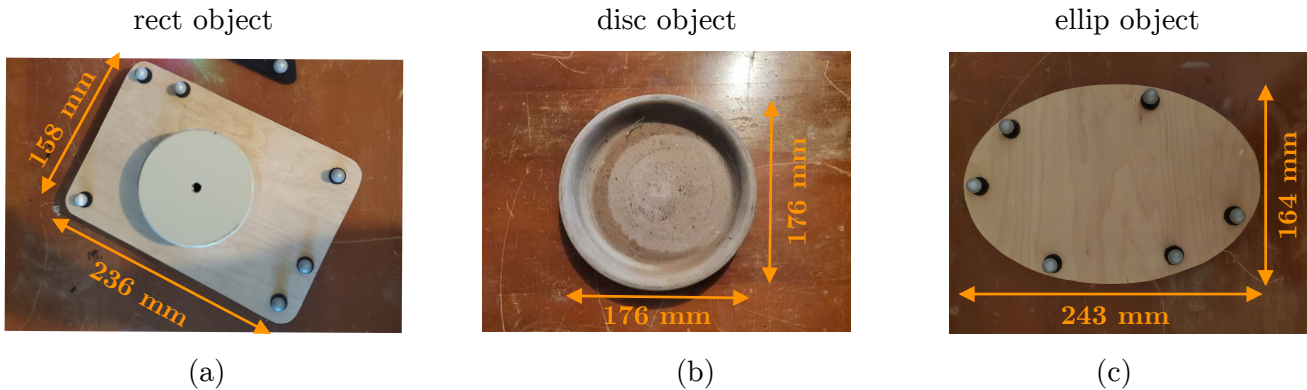 rect object
disc object
ellip object
158 mm
236 mm
176 mm
176 mm
164 mm
243 mm
(a)
(b)
(c)